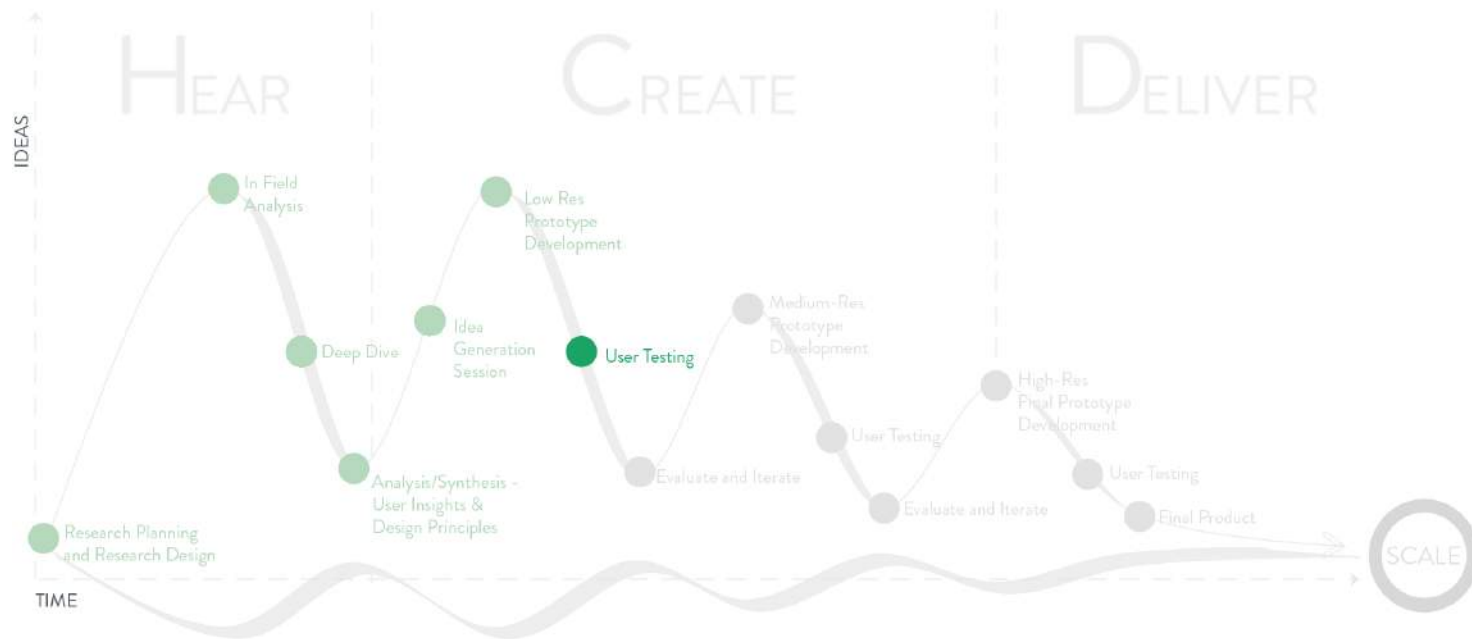 HEAR
CREATE
DELIVER
IDEAS
In Field
Analysis
Low Res
Prototype
Development
Medium-Res
Prototype
Development
Idea
Generation
Session
Deep Dive
User Testing
High-Res
Final Prototype
Development
User Testing
Analysis/Synthesis -
User Insights &
Design Principles
Evaluate and Iterate
User Testing
Evaluate and Iterate
Final Product
Research Planning
and Research Design
SCALE
TIME